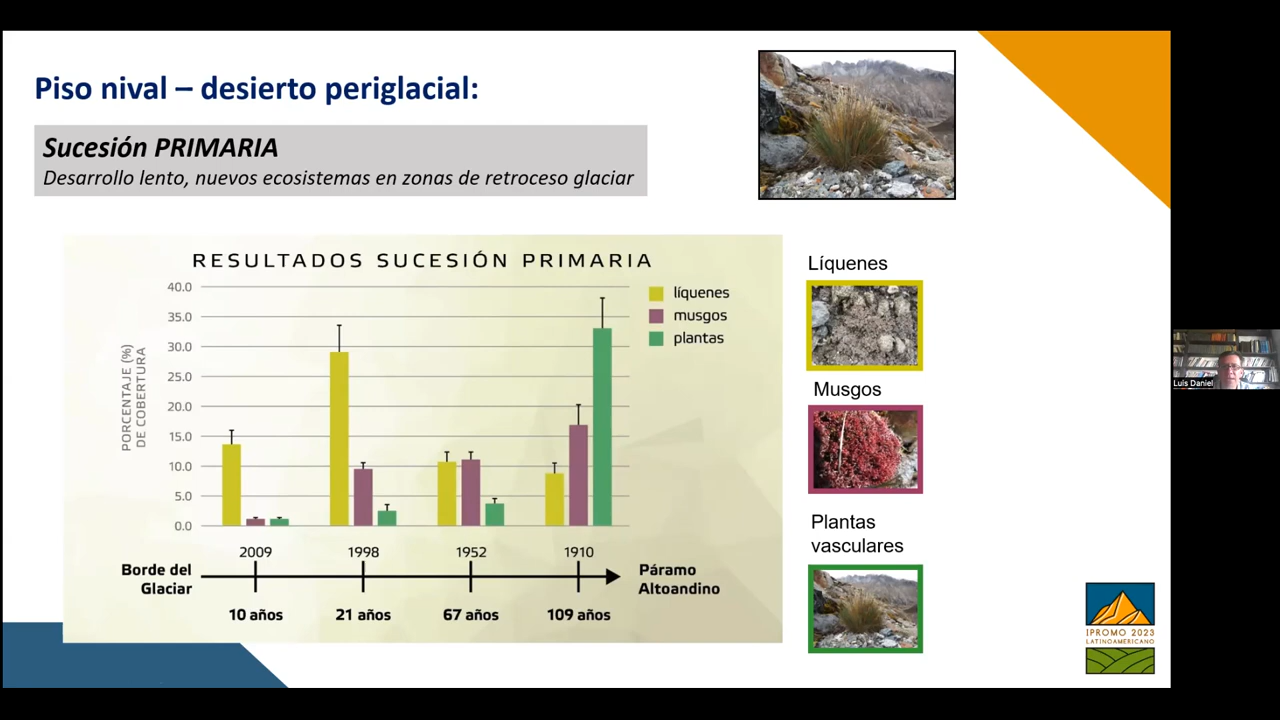 Piso nival – desierto periglacial:
Sucesión PRIMARIA
Desarrollo lento, nuevos ecosistemas en zonas de retroceso glaciar
RESULTADOS SUCESIÓN PRIMARIA
PORCENTAJE (%)
DE COBERTURA
40.0
35.0
30.0
25.0
20.0
15.0
10.0
5.0
0.0
líquenes
musgos
plantas
2009 1998 1952 1910
Borde del
Glaciar
Páramo
Altoandino
10 años 21 años 67 años 109 años
Líquenes
Musgos
Plantas
vasculares
IPROMO 2023
LATINOAMERICANO
Luis Daniel